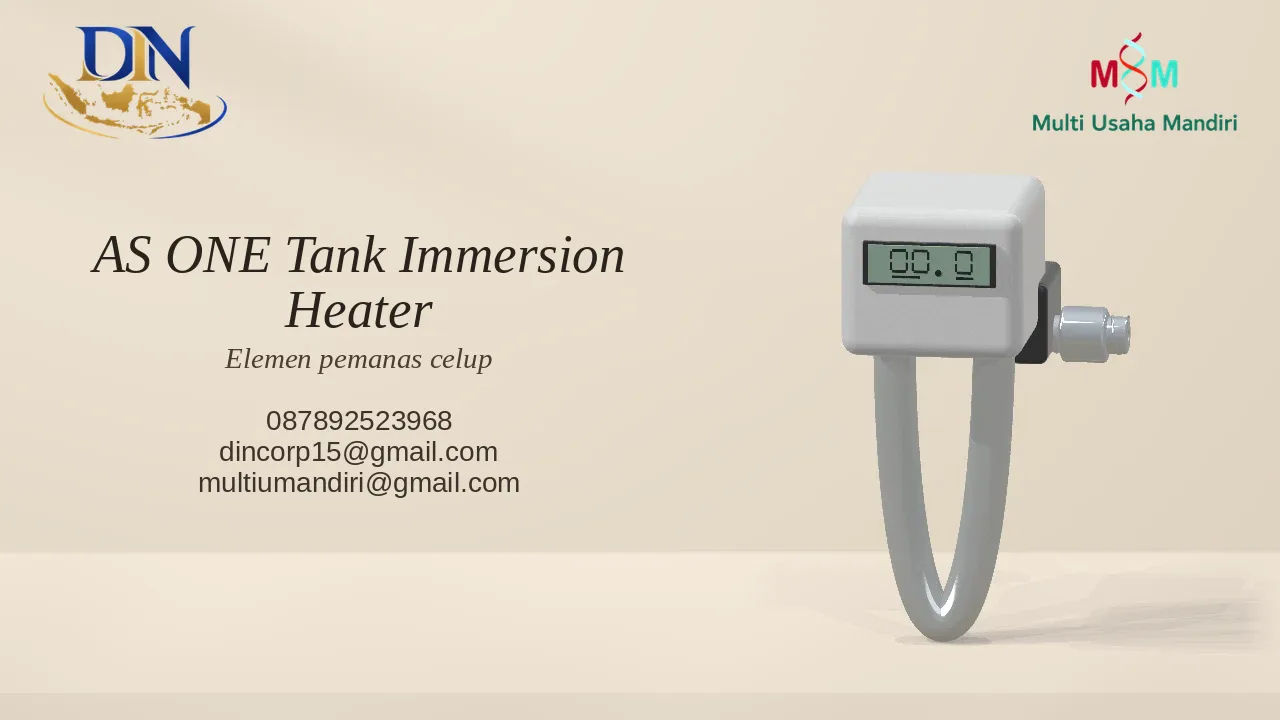 DIN
M M
Multi Usaha Mandiri
AS ONE Tank Immersion
Heater
Elemen pemanas celup
087892523968
dincorp15@gmail.com
multiumandiri@gmail.com
00.0